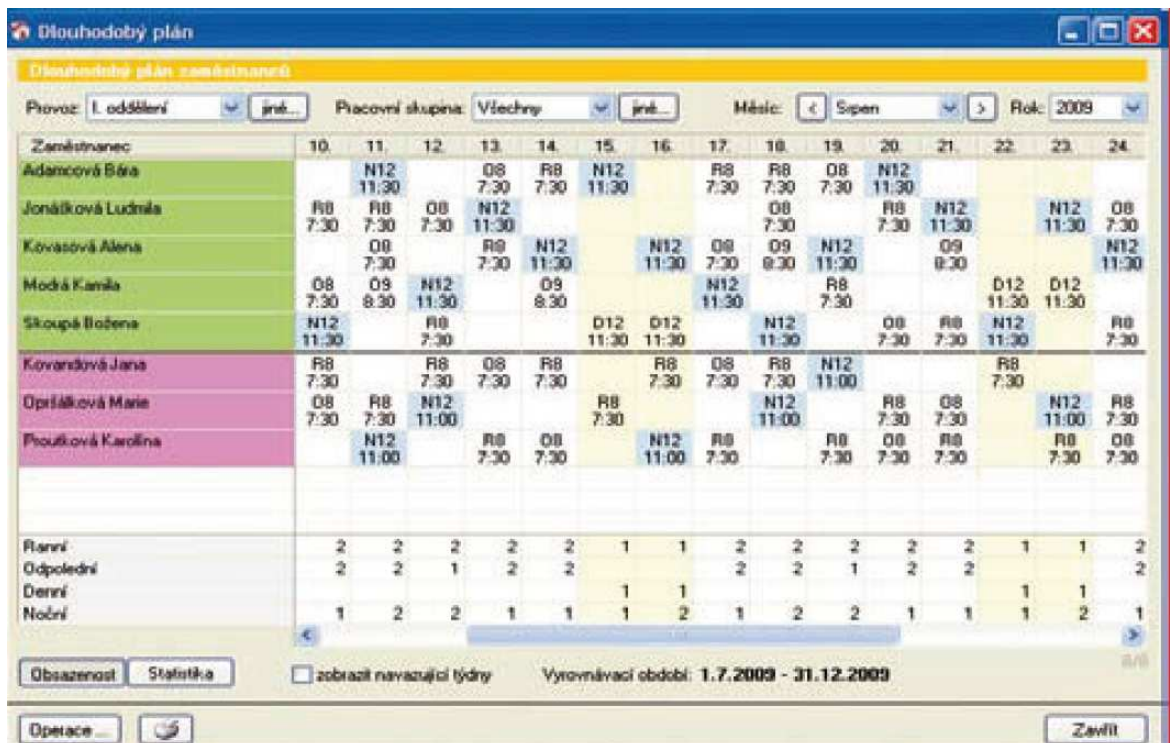 Dlouhodobý plán
Dlouhodobý plán zaměstnanců
Provoz: I. oddělení jiné... Pracovní skupina: Všechny jiné... Měsíc: < Srpen > Rok: 2009
Zaměstnanec 10. 11. 12. 13. 14. 15. 16. 17. 18. 19. 20. 21. 22. 23. 24.
Adamcová Bára N12 O8 R8 N12 R8 R8 O8 N12
11:30 7:30 7:30 11:30 7:30 7:30 7:30 11:30
Jonášková Ludmila R8 R8 O8 N12 O8 R8 N12 N12 O8
7:30 7:30 7:30 11:30 7:30 7:30 11:30 11:30 7:30
Kovasová Alena O8 R8 N12 N12 O8 O9 N12 O9 N12
7:30 7:30 11:30 11:30 7:30 8:30 11:30 8:30 11:30
Modrá Kamila O8 O9 N12 O9 N12 R8 D12 D12
7:30 8:30 11:30 8:30 11:30 7:30 11:30 11:30
Skoupá Božena N12 R8 D12 D12 N12 O8 R8 N12 R8
11:30 7:30 11:30 11:30 11:30 7:30 7:30 11:30 7:30
Kovandová Jana R8 R8 O8 R8 R8 O8 R8 N12 R8
7:30 7:30 7:30 7:30 7:30 7:30 7:30 11:00 7:30
Opršálková Marie O8 R8 N12 R8 N12 R8 O8 N12 R8
7:30 7:30 11:00 7:30 11:00 7:30 7:30 11:00 7:30
Proutková Karolína N12 R8 O8 N12 R8 R8 O8 R8 R8 O8
11:00 7:30 7:30 11:00 7:30 7:30 7:30 7:30 7:30 7:30
Ranní 2 2 2 2 2 1 1 2 2 2 2 2 1 1 2
Odpolední 2 2 1 2 2 2 2 1 2 2 2
Denní 1 1 1 1
Noční 1 2 2 1 1 1 2 1 2 2 1 1 1 2 1
Obsazenost Statistika zobrazit navazující týdny Vyrovnávací období: 1.7.2009 - 31.12.2009
Operace ... Zavřít